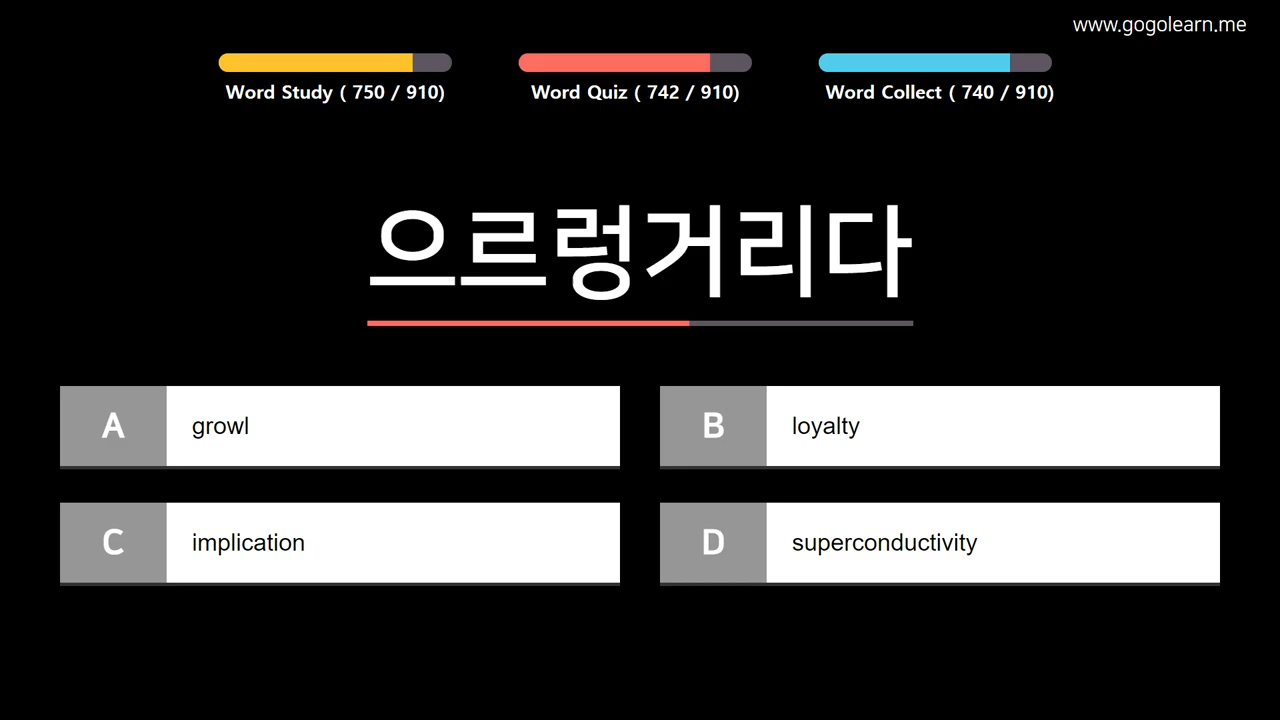 www.gogolearn.me
Word Study ( 750 / 910)
Word Quiz ( 742 / 910)
Word Collect ( 740 / 910)
으르렁거리다
A growl
B loyalty
C implication
D superconductivity